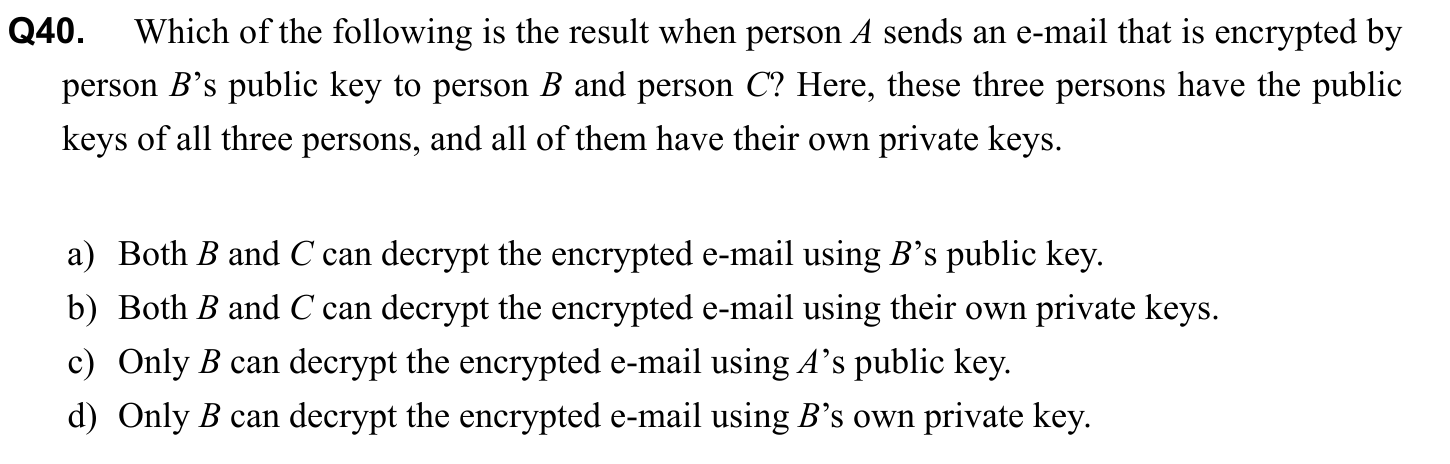 Q40. Which of the following is the result when person A sends an e-mail that is encrypted by
person B’s public key to person B and person C? Here, these three persons have the public
keys of all three persons, and all of them have their own private keys.
a) Both B and C can decrypt the encrypted e-mail using B’s public key.
b) Both B and C can decrypt the encrypted e-mail using their own private keys.
c) Only B can decrypt the encrypted e-mail using A’s public key.
d) Only B can decrypt the encrypted e-mail using B’s own private key.